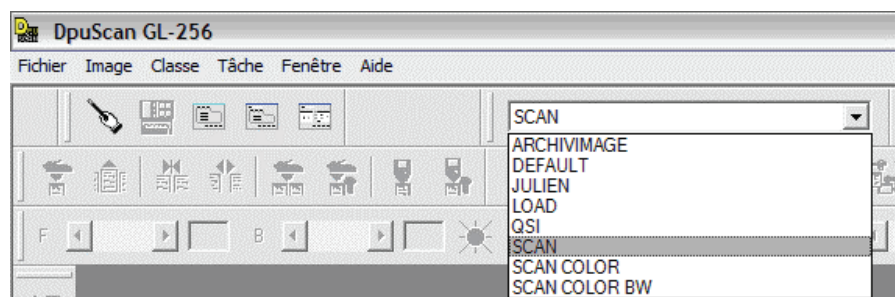 DpuScan GL-256
Fichier Image Classe Tâche Fenêtre Aide
SCAN
ARCHIVIMAGE
DEFAULT
JULIEN
LOAD
QSI
SCAN
SCAN COLOR
SCAN COLOR BW
F B